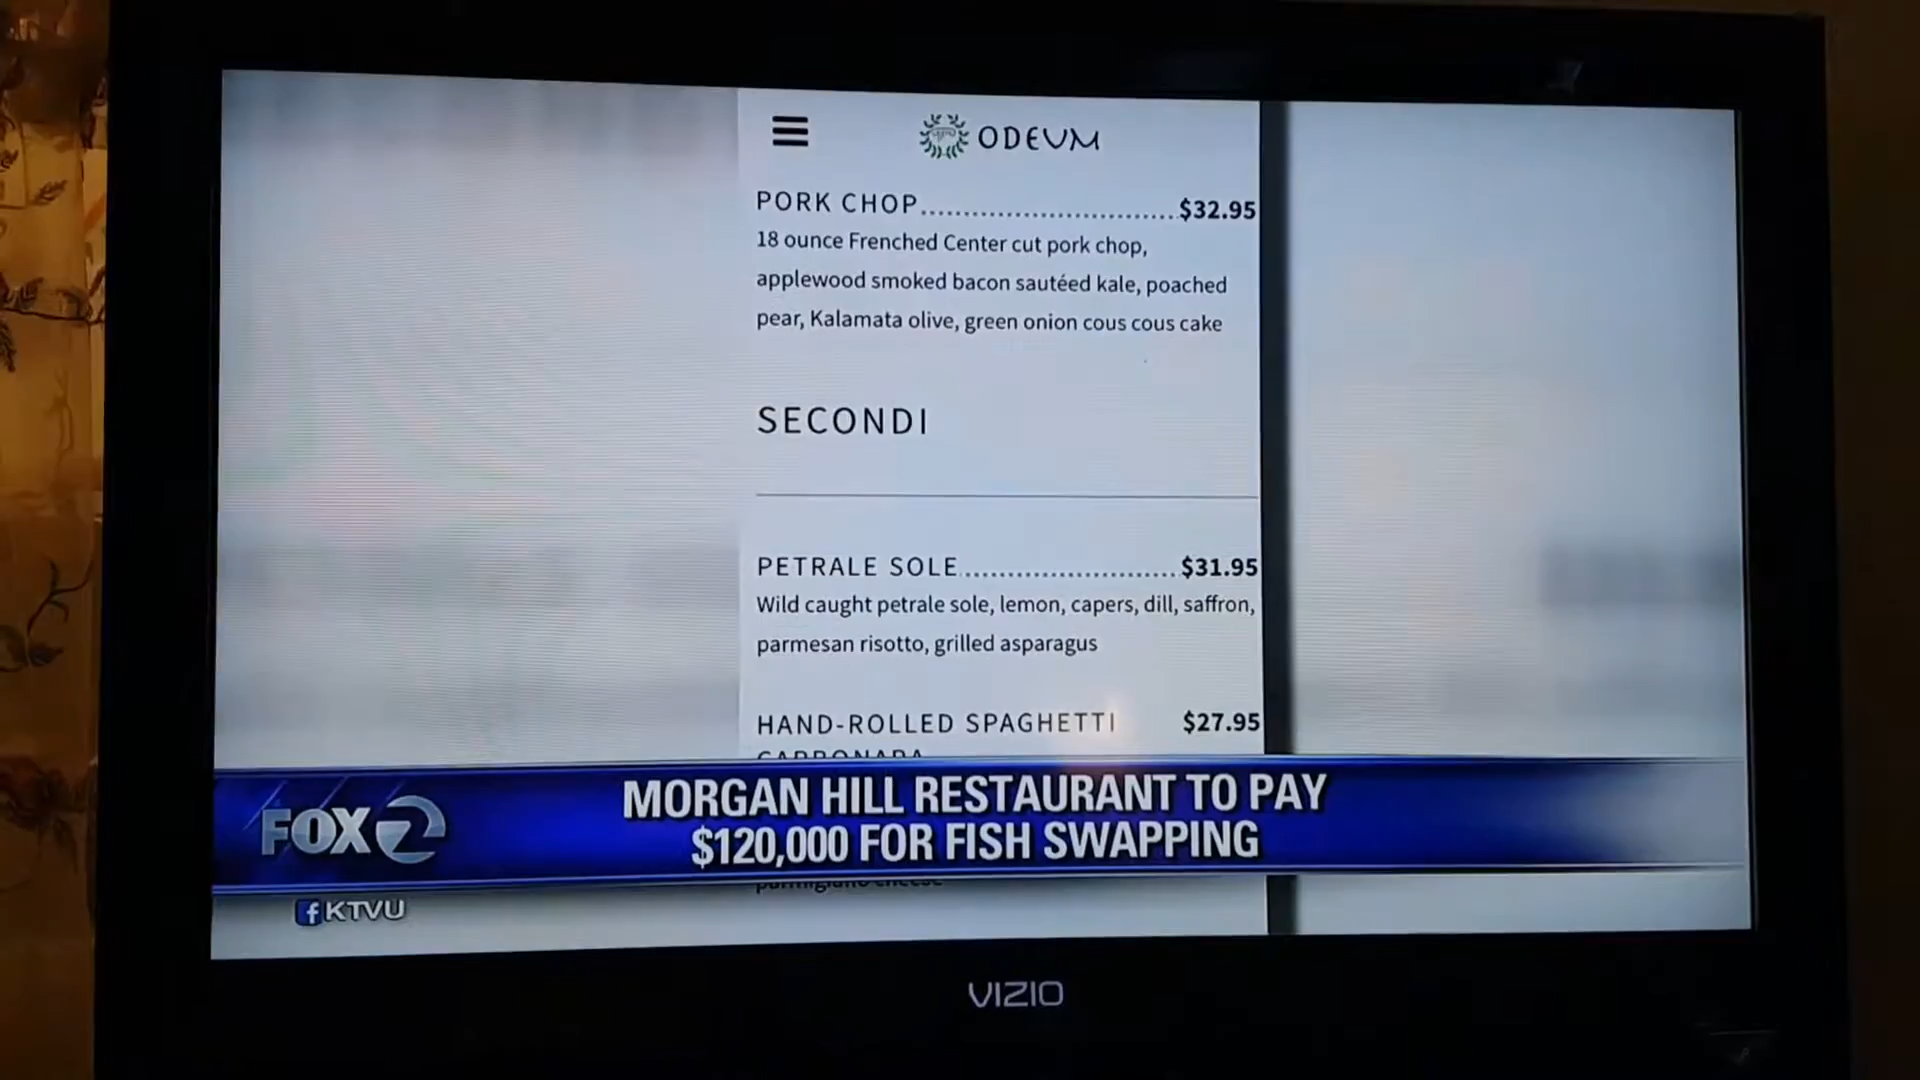 ODEUM
PORK CHOP..............................$32.95
18 ounce Frenched Center cut pork chop,
applewood smoked bacon sautéed kale, poached
pear, Kalamata olive, green onion cous cous cake
SECONDI
PETRALE SOLE.........................$31.95
Wild caught petrale sole, lemon, capers, dill, saffron,
parmesan risotto, grilled asparagus
HAND-ROLLED SPAGHETTI $27.95
MORGAN HILL RESTAURANT TO PAY
$120,000 FOR FISH SWAPPING
FOX 2
KTVU
VIZIO